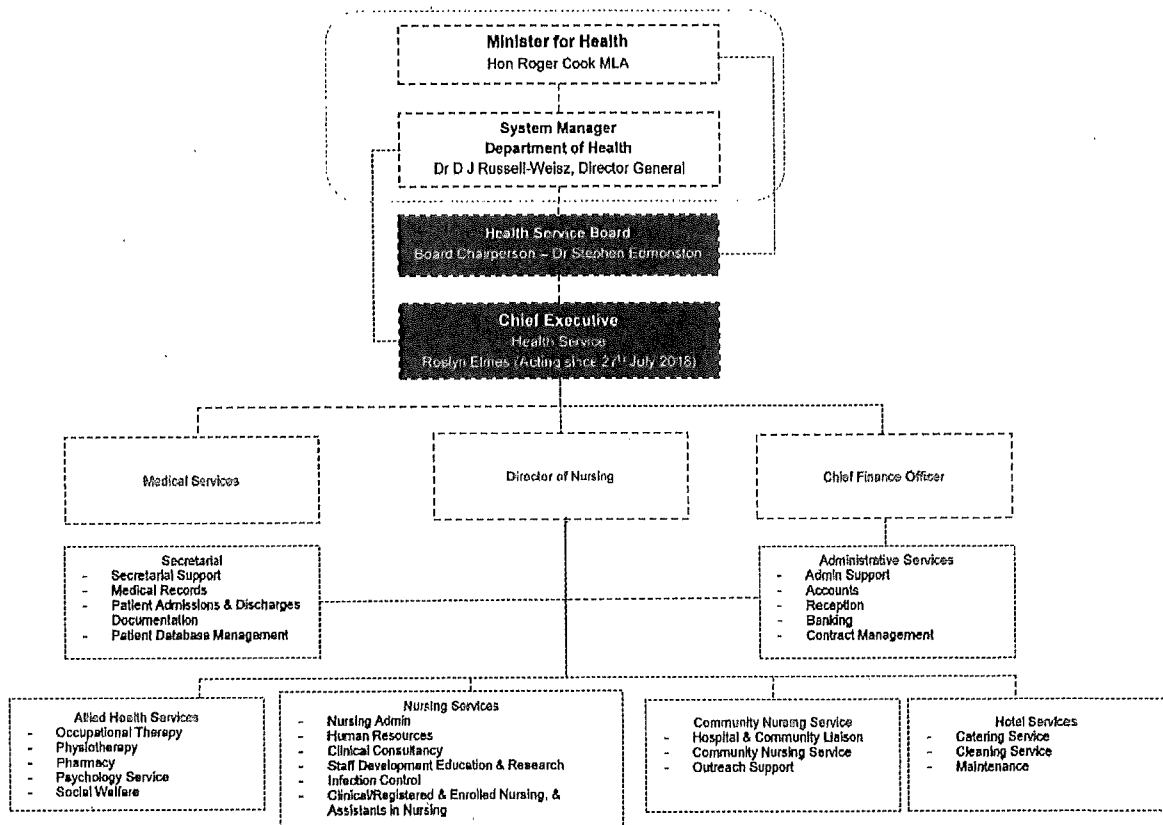 Minister for Health
Hon Roger Cook MLA
System Manager
Department of Health
Dr D J Russell-Weisz, Director General
Health Service Board
Board Chairperson – Dr Stephen Edmonston
Chief Executive
Health Service
Roslyn Elmes (Acting since 27th July 2018)
Medical Services
Director of Nursing
Chief Finance Officer
Secretarial
- Secretarial Support
- Medical Records
- Patient Admissions & Discharges
Documentation
- Patient Database Management
Administrative Services
- Admin Support
- Accounts
- Reception
- Banking
- Contract Management
Allied Health Services
- Occupational Therapy
- Physiotherapy
- Pharmacy
- Psychology Service
- Social Welfare
Nursing Services
- Nursing Admin
- Human Resources
- Clinical Consultancy
- Staff Development Education & Research
- Infection Control
- Clinical/Registered & Enrolled Nursing, &
Assistants in Nursing
Community Nursing Service
- Hospital & Community Liaison
- Community Nursing Service
- Outreach Support
Hotel Services
- Catering Service
- Cleaning Service
- Maintenance